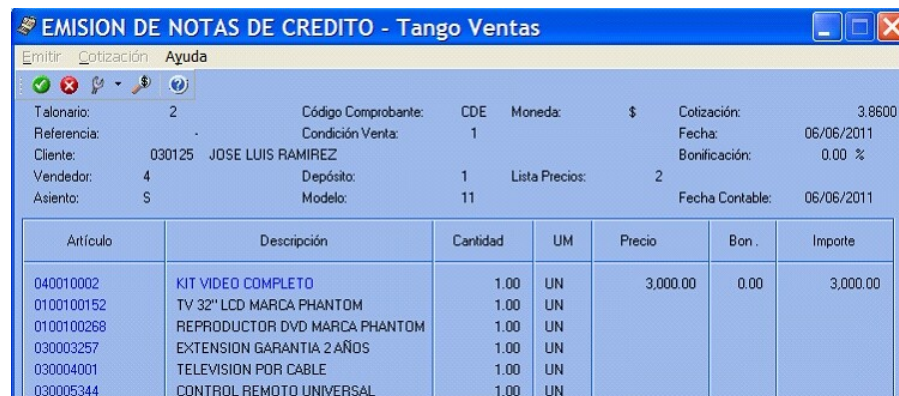 EMISION DE NOTAS DE CREDITO - Tango Ventas
Emitir Cotización Ayuda
Talonario: 2 Código Comprobante: CDE Moneda: $ Cotización: 3.8600
Referencia: - Condición Venta: 1 Fecha: 06/06/2011
Cliente: 030125 JOSE LUIS RAMIREZ Bonificación: 0.00 %
Vendedor: 4 Depósito: 1 Lista Precios: 2
Asiento: S Modelo: 11 Fecha Contable: 06/06/2011
Artículo Descripción Cantidad UM Precio Bon. Importe
040010002 KIT VIDEO COMPLETO 1.00 UN 3,000.00 0.00 3,000.00
0100100152 TV 32" LCD MARCA PHANTOM 1.00 UN
0100100268 REPRODUCTOR DVD MARCA PHANTOM 1.00 UN
030003257 EXTENSION GARANTIA 2 AÑOS 1.00 UN
030004001 TELEVISION POR CABLE 1.00 UN
030005344 CONTROL REMOTO UNIVERSAL 1.00 UN